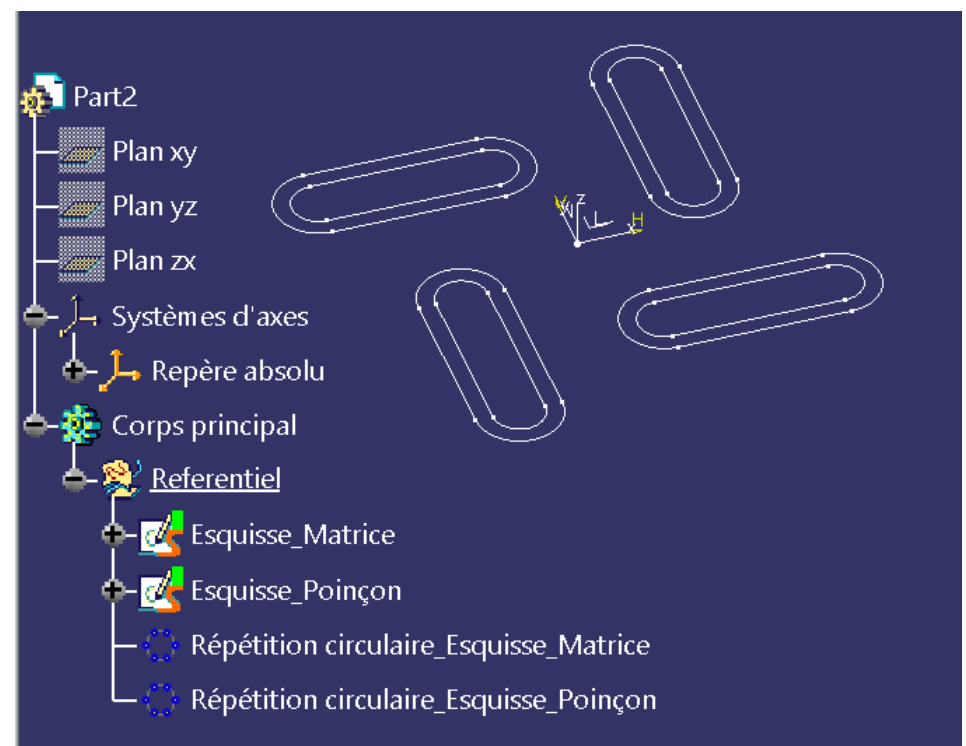 Part2
Plan xy
Plan yz
Plan zx
Systèmes d'axes
Repère absolu
Corps principal
Référentiel
Esquisse_Matrice
Esquisse_Poinçon
Répétition circulaire_Esquisse_Matrice
Répétition circulaire_Esquisse_Poinçon
V
y
z
x
H